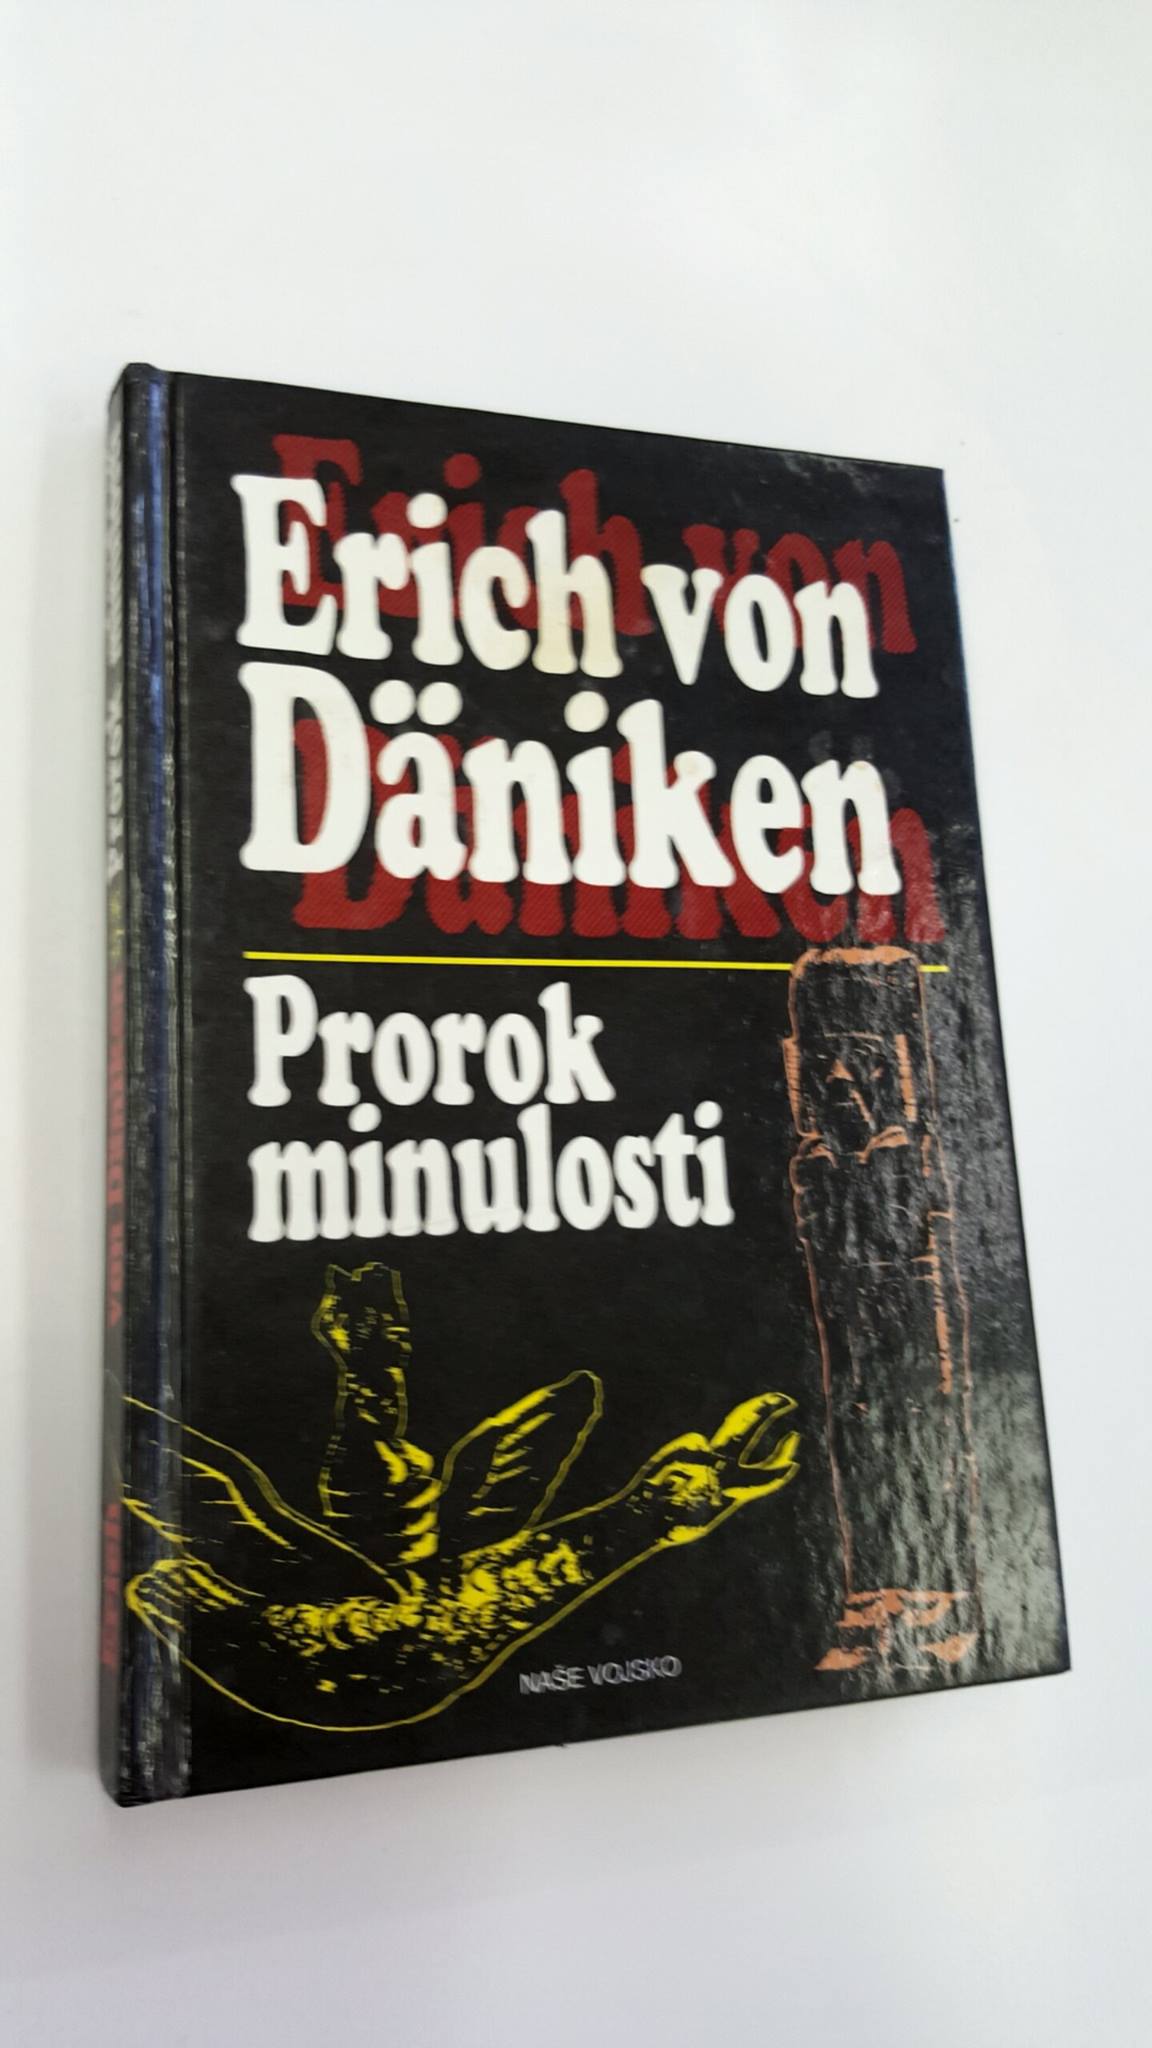 Erich von
Däniken
Prorok
minulosti
NAŠE VOJSKO